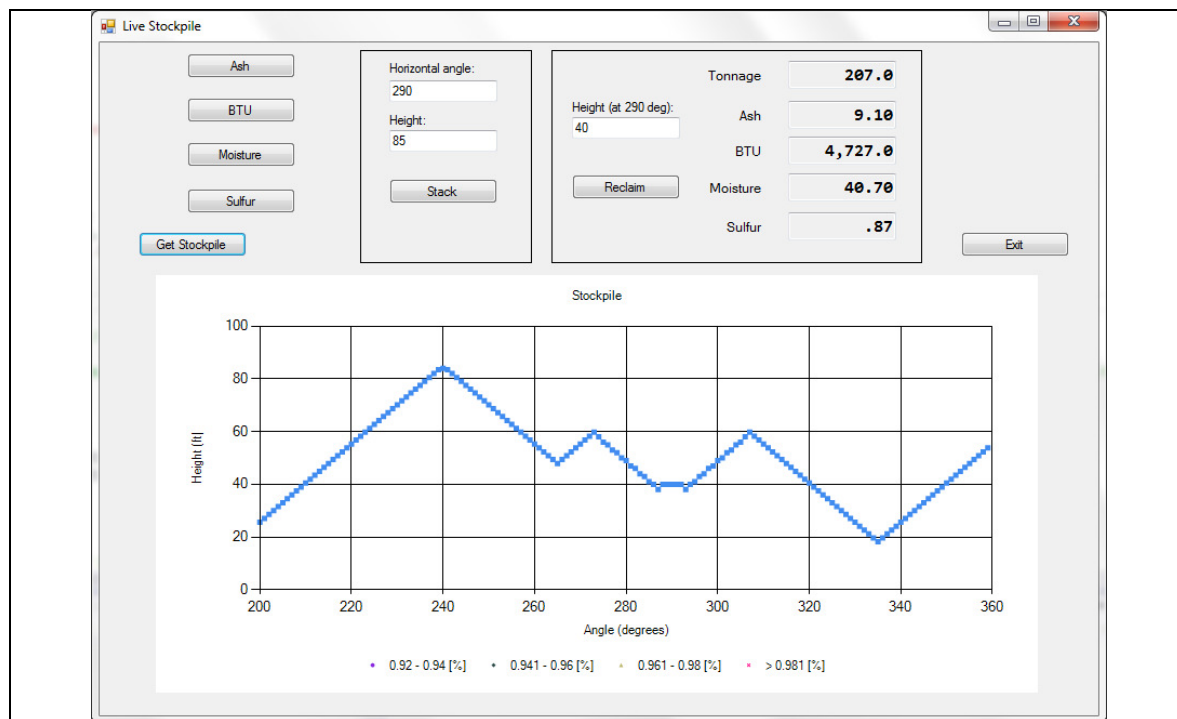 Live Stockpile
Ash
BTU
Moisture
Sulfur
Get Stockpile
Horizontal angle:
290
Height:
85
Stack
Height (at 290 deg):
40
Reclaim
Tonnage 207.0
Ash 9.10
BTU 4,727.0
Moisture 40.70
Sulfur .87
Exit
Stockpile
Height [ft]
100
80
60
40
20
0
200 220 240 260 280 300 320 340 360
Angle (degrees)
0.92 - 0.94 [%] 0.941 - 0.96 [%] 0.961 - 0.98 [%] > 0.981 [%]